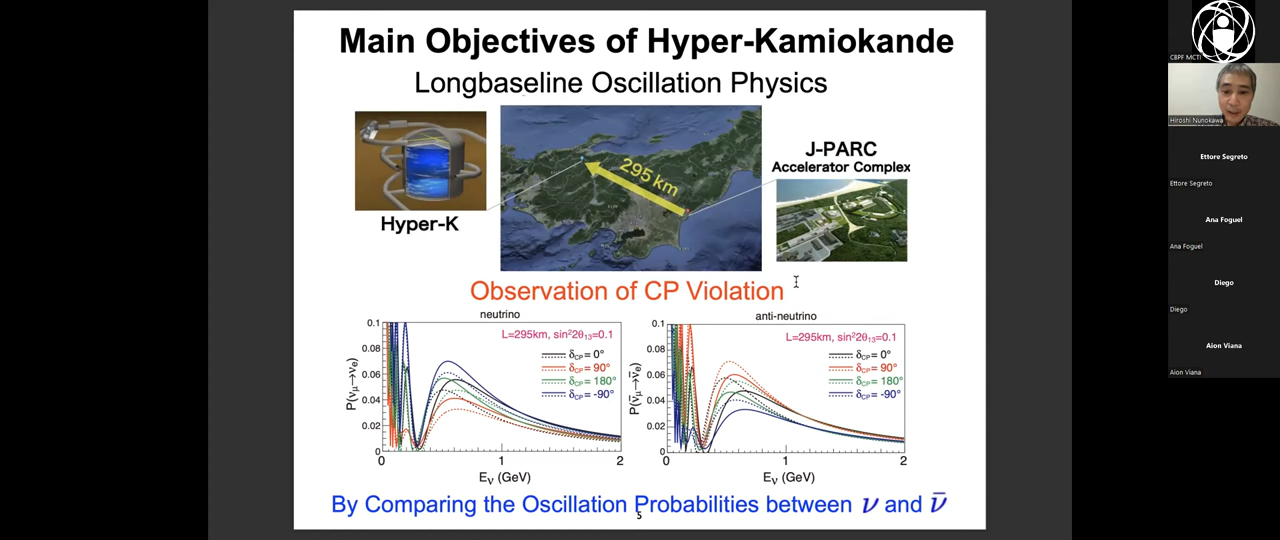 Main Objectives of Hyper-Kamiokande
Longbaseline Oscillation Physics
Hyper-K
295 km
J-PARC
Accelerator Complex
Observation of CP Violation
neutrino
L=295km, sin²2θ₁₃=0.1
δCP= 0°
δCP= 90°
δCP= 180°
δCP= -90°
P(νμ→νe)
0.1
0.08
0.06
0.04
0.02
0
0
1
2
Eν (GeV)
anti-neutrino
L=295km, sin²2θ₁₃=0.1
δCP= 0°
δCP= 90°
δCP= 180°
δCP= -90°
P(ν̄μ→ν̄e)
0.1
0.08
0.06
0.04
0.02
0
0
1
2
Eν (GeV)
By Comparing the Oscillation Probabilities between ν and ν̄
5
CBPF MCTI
Hiroshi Nunokawa
Ettore Segreto
Ettore Segreto
Ana Foguel
Ana Foguel
Diego
Diego
Aion Viana
Aion Viana